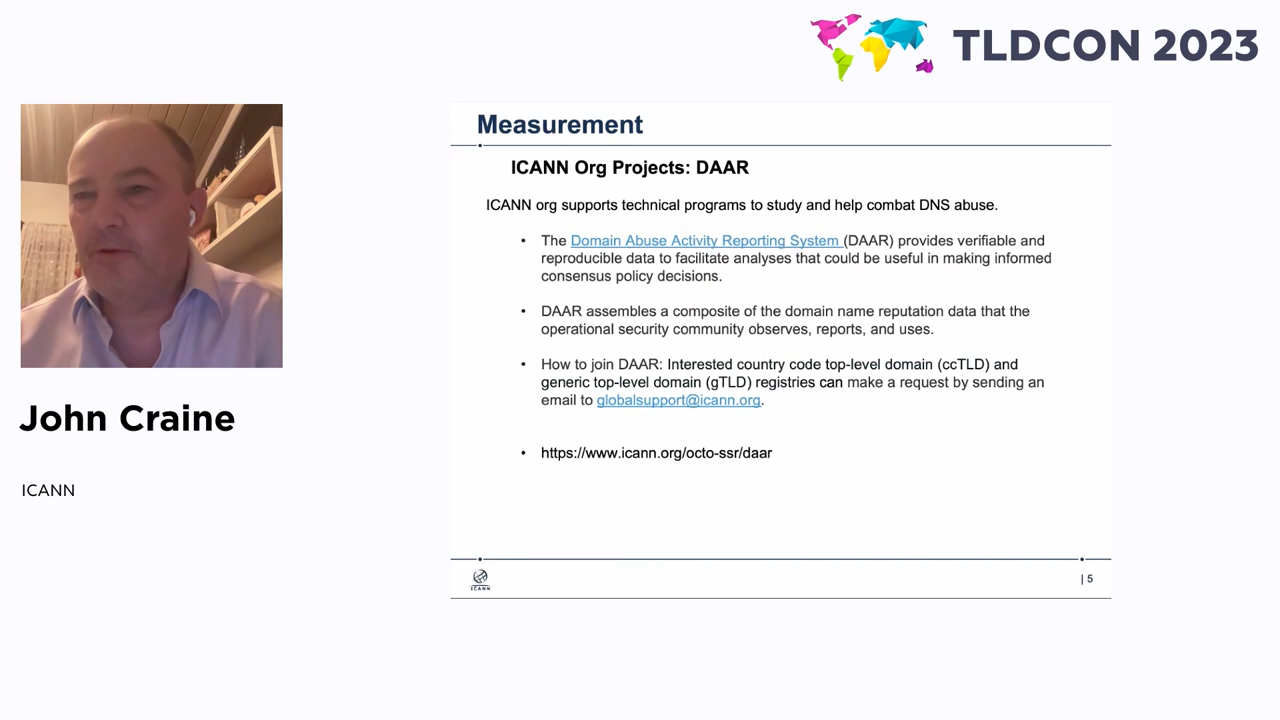 TLDCON 2023
Measurement
ICANN Org Projects: DAAR
ICANN org supports technical programs to study and help combat DNS abuse.
• The Domain Abuse Activity Reporting System (DAAR) provides verifiable and
reproducible data to facilitate analyses that could be useful in making informed
consensus policy decisions.
• DAAR assembles a composite of the domain name reputation data that the
operational security community observes, reports, and uses.
• How to join DAAR: Interested country code top-level domain (ccTLD) and
generic top-level domain (gTLD) registries can make a request by sending an
email to globalsupport@icann.org.
• https://www.icann.org/octo-ssr/daar
ICANN
| 5
John Craine
ICANN